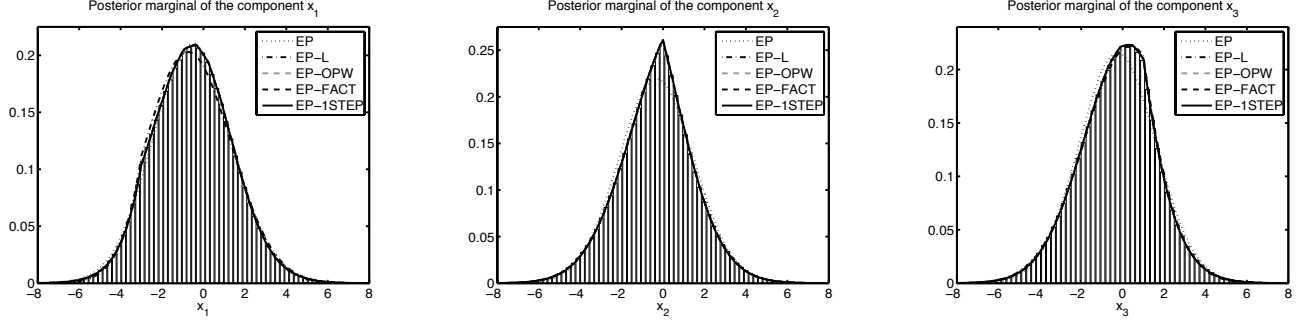 Posterior marginal of the component x1
0.2
0.15
0.1
0.05
0
−8 −6 −4 −2 0 2 4 6 8
x1
EP
EP−L
EP−OPW
EP−FACT
EP−1STEP
Posterior marginal of the component x2
0.25
0.2
0.15
0.1
0.05
0
−8 −6 −4 −2 0 2 4 6 8
x2
EP
EP−L
EP−OPW
EP−FACT
EP−1STEP
Posterior marginal of the component x3
0.2
0.15
0.1
0.05
0
−8 −6 −4 −2 0 2 4 6 8
x3
EP
EP−L
EP−OPW
EP−FACT
EP−1STEP